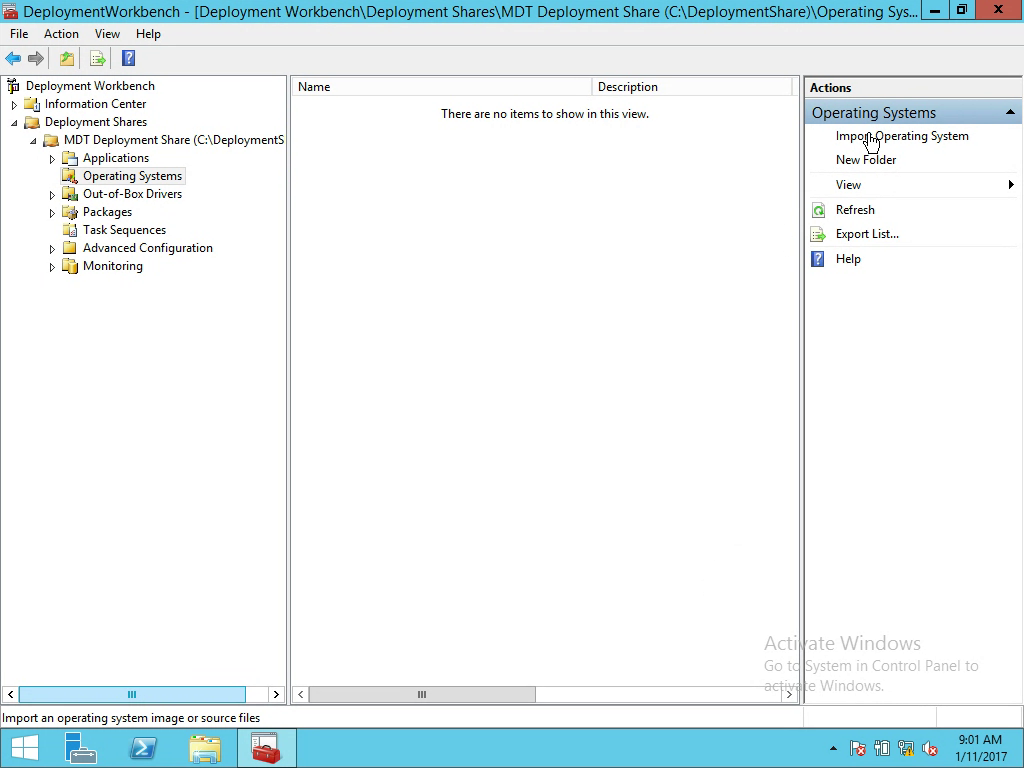 DeploymentWorkbench - [Deployment Workbench\Deployment Shares\MDT Deployment Share (C:\DeploymentShare)\Operating Sys...
File Action View Help
Deployment Workbench
Information Center
Deployment Shares
MDT Deployment Share (C:\DeploymentS
Applications
Operating Systems
Out-of-Box Drivers
Packages
Task Sequences
Advanced Configuration
Monitoring
Name Description
There are no items to show in this view.
Actions
Operating Systems
Import Operating System
New Folder
View
Refresh
Export List...
Help
Activate Windows
Go to System in Control Panel to
activate Windows.
Import an operating system image or source files
9:01 AM
1/11/2017